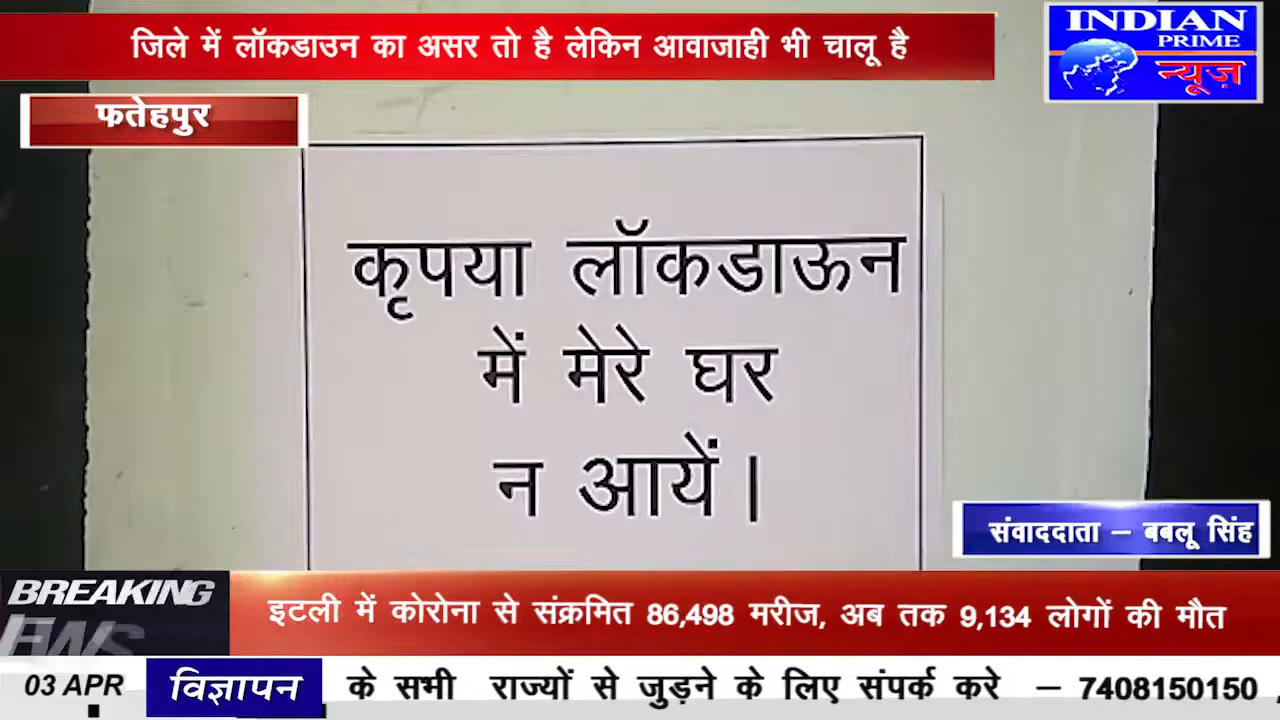 जिले में लॉकडाउन का असर तो है लेकिन आवाजाही भी चालू है
INDIAN
PRIME
न्यूज़
फतेहपुर
कृपया लॉकडाऊन
में मेरे घर
न आयें।
संवाददाता – बबलू सिंह
BREAKING
NEWS
इटली में कोरोना से संक्रमित 86,498 मरीज, अब तक 9,134 लोगों की मौत
03 APR
विज्ञापन
के सभी राज्यों से जुड़ने के लिए संपर्क करे – 7408150150